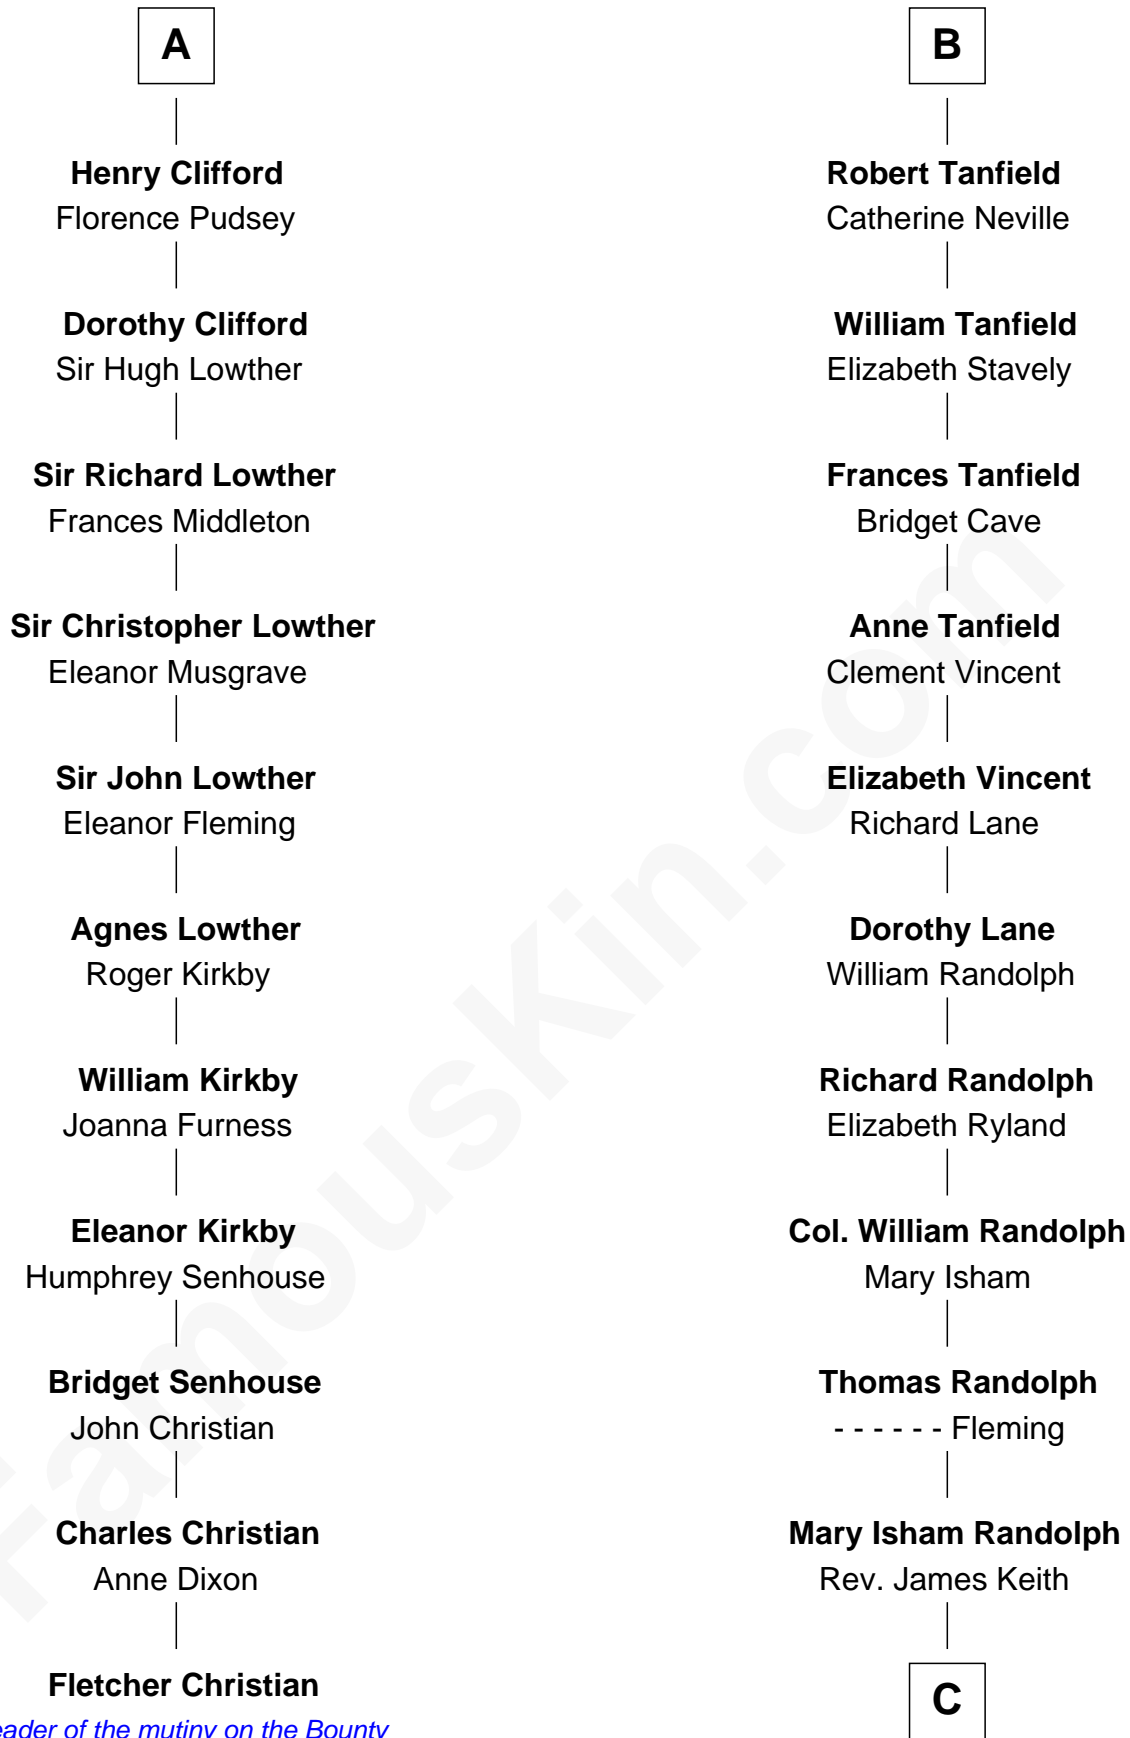 A
Henry Clifford
Florence Pudsey
Dorothy Clifford
Sir Hugh Lowther
Sir Richard Lowther
Frances Middleton
Sir Christopher Lowther
Eleanor Musgrave
Sir John Lowther
Eleanor Fleming
Agnes Lowther
Roger Kirkby
William Kirkby
Joanna Furness
Eleanor Kirkby
Humphrey Senhouse
Bridget Senhouse
John Christian
Charles Christian
Anne Dixon
Fletcher Christian
eader of the mutiny on the Bounty
B
Robert Tanfield
Catherine Neville
William Tanfield
Elizabeth Stavely
Frances Tanfield
Bridget Cave
Anne Tanfield
Clement Vincent
Elizabeth Vincent
Richard Lane
Dorothy Lane
William Randolph
Richard Randolph
Elizabeth Ryland
Col. William Randolph
Mary Isham
Thomas Randolph
- - - - - - Fleming
Mary Isham Randolph
Rev. James Keith
C
FamousKin.com